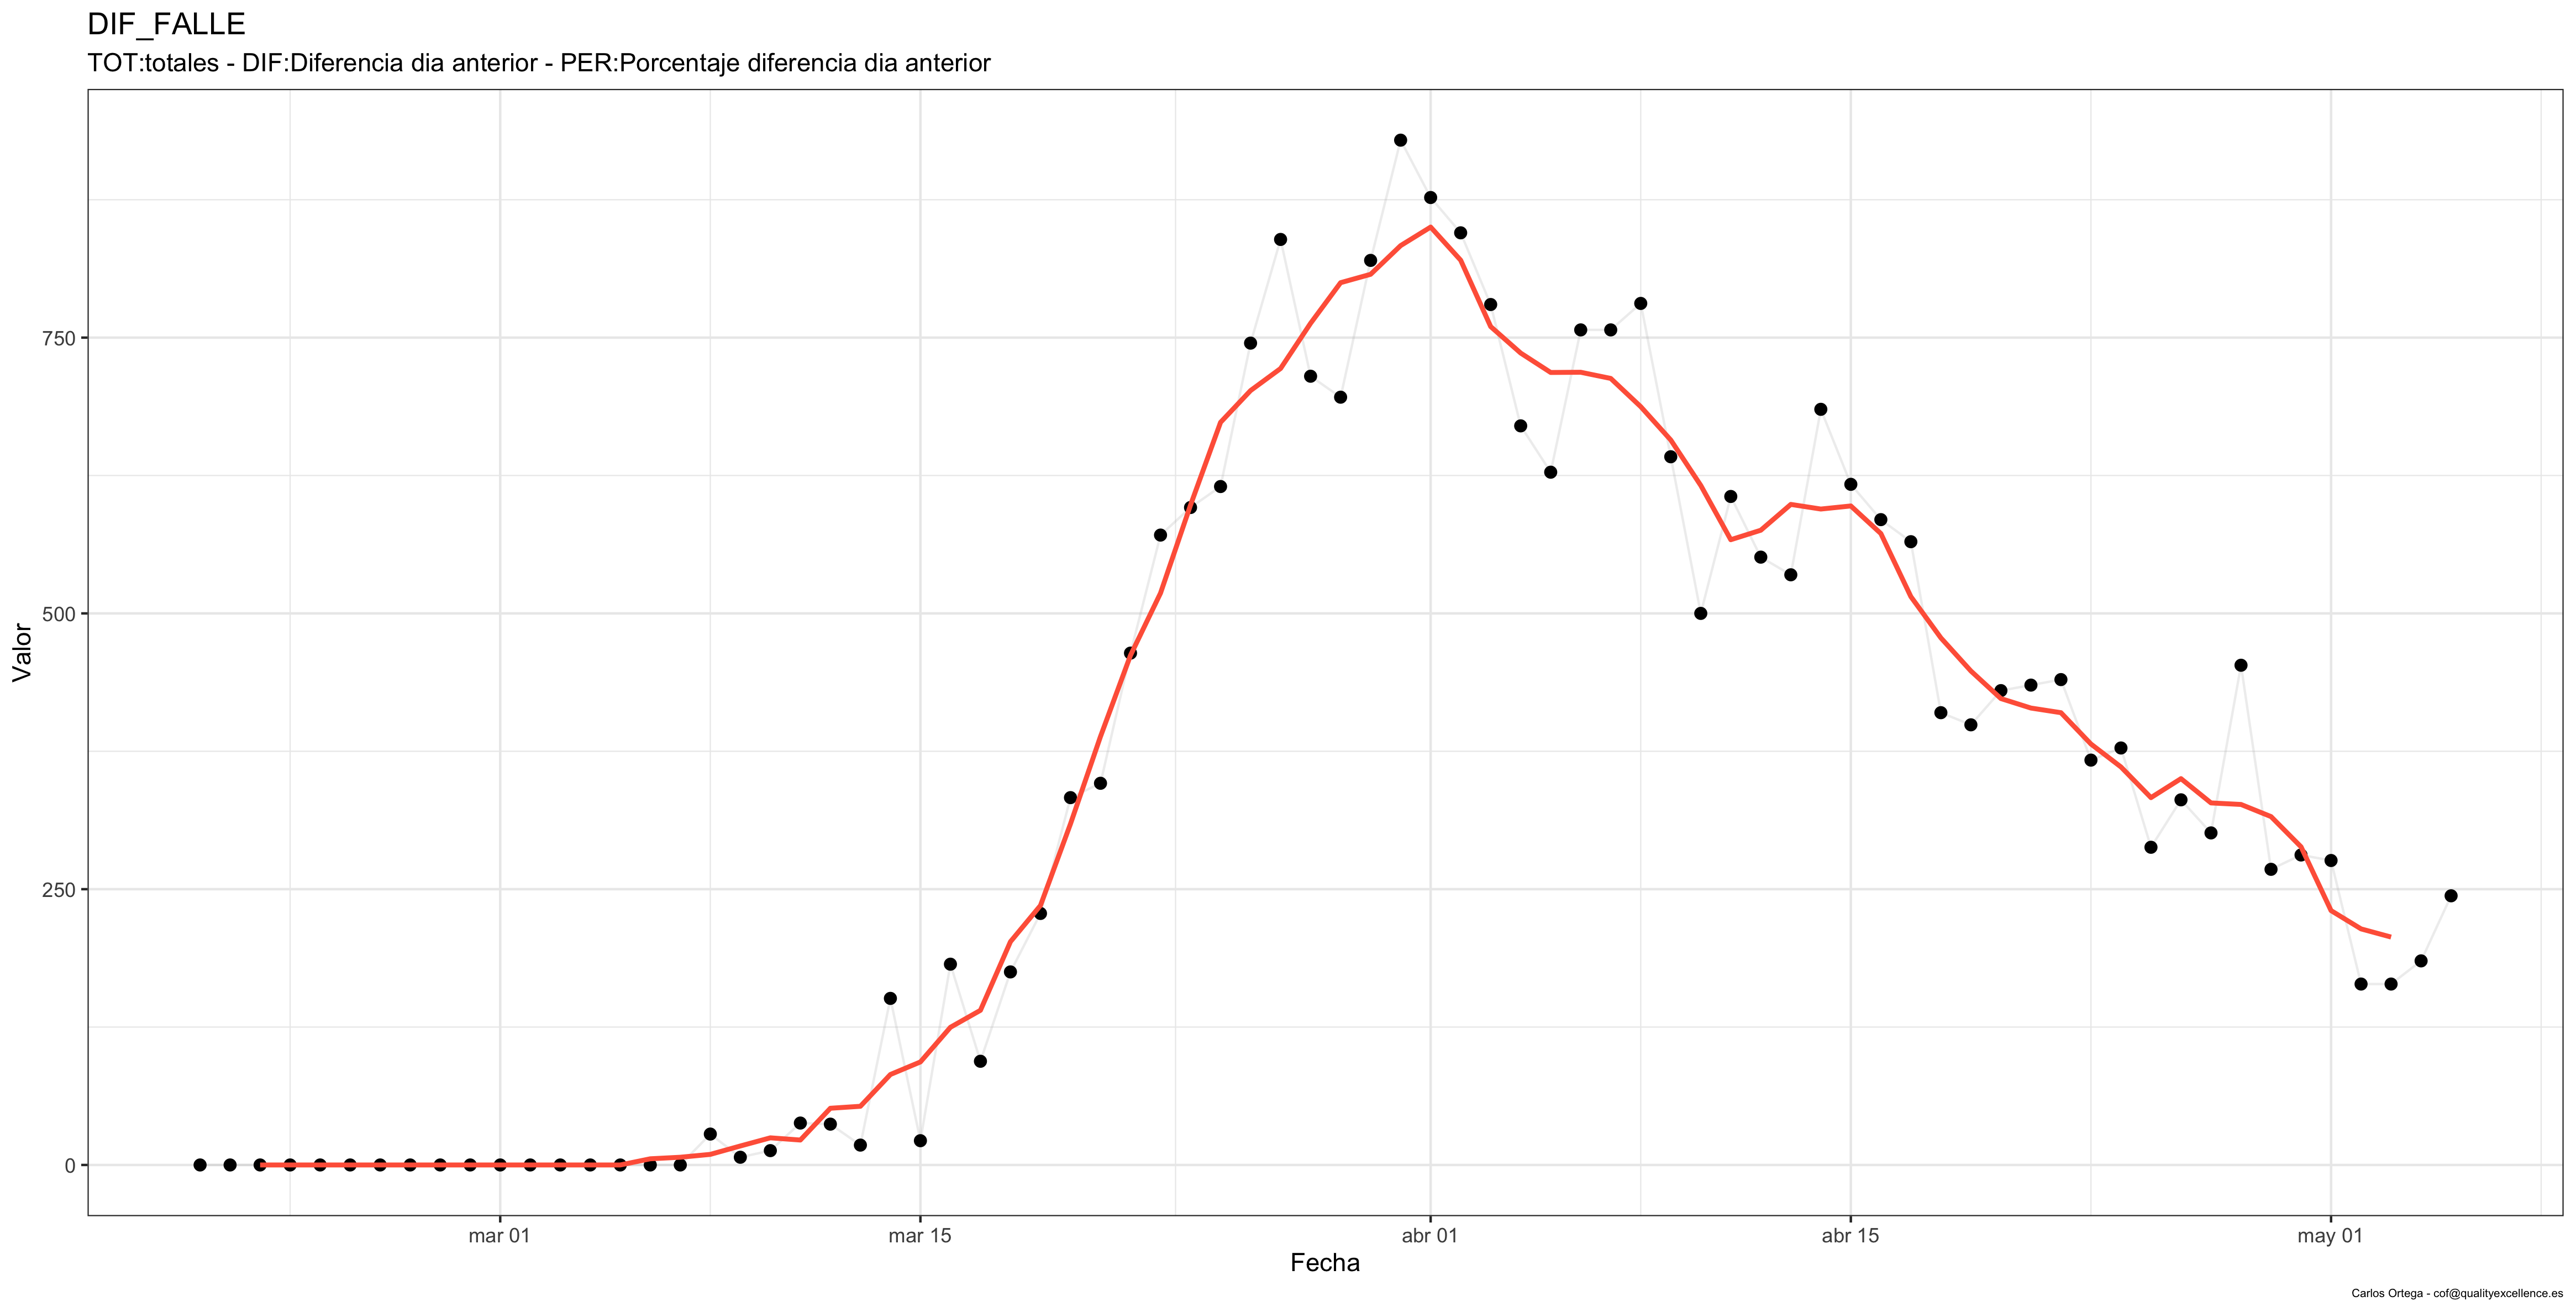 DIF_FALLE
TOT:totales - DIF:Diferencia dia anterior - PER:Porcentaje diferencia dia anterior
750
500
250
0
Valor
mar 01
mar 15
abr 01
abr 15
may 01
Fecha
Carlos Ortega - cof@qualityexcellence.es